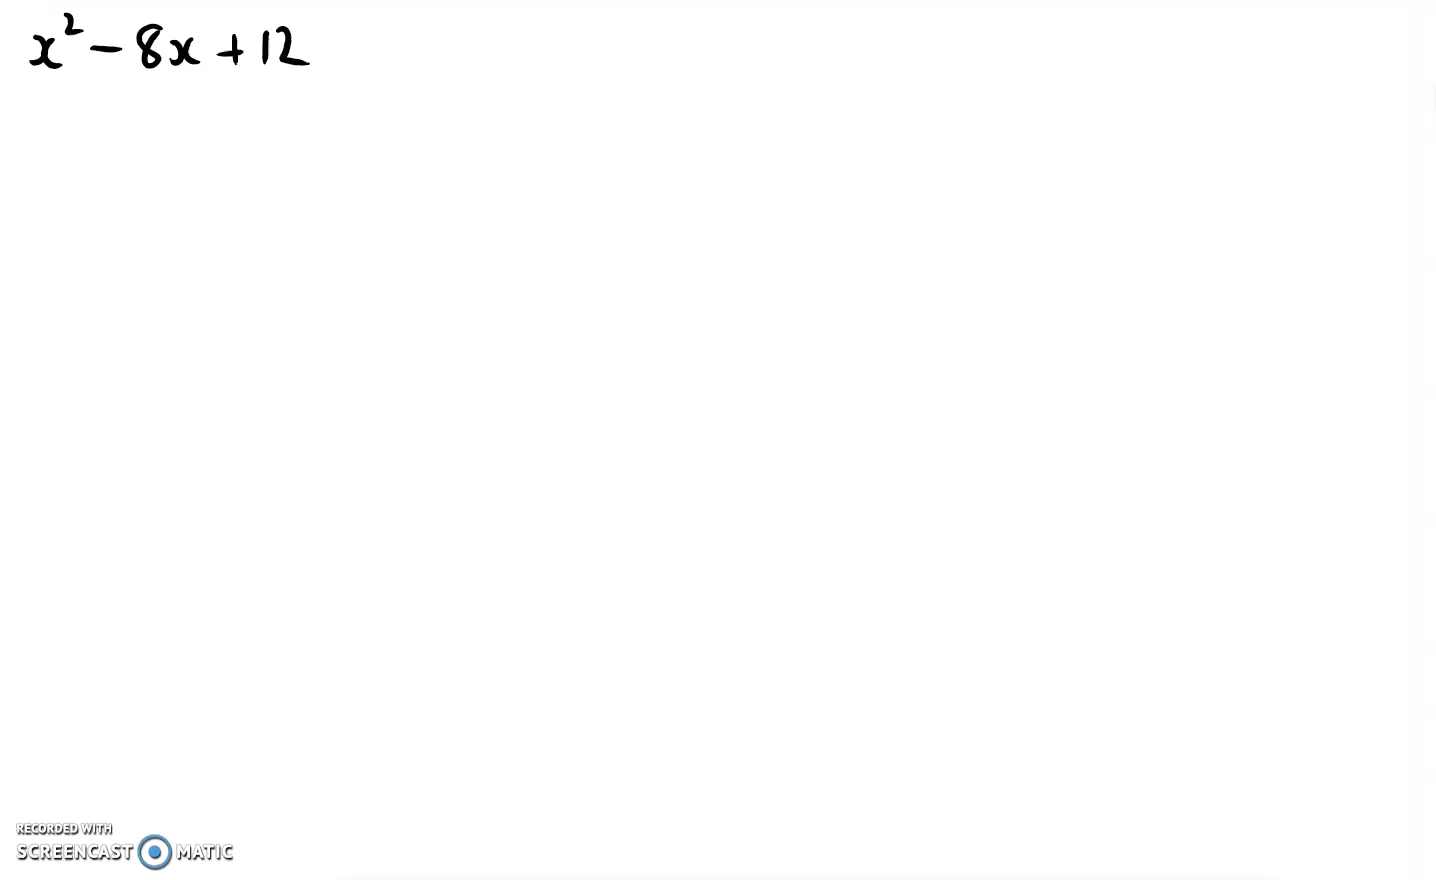 x² – 8x + 12
RECORDED WITH
SCREENCAST MATIC